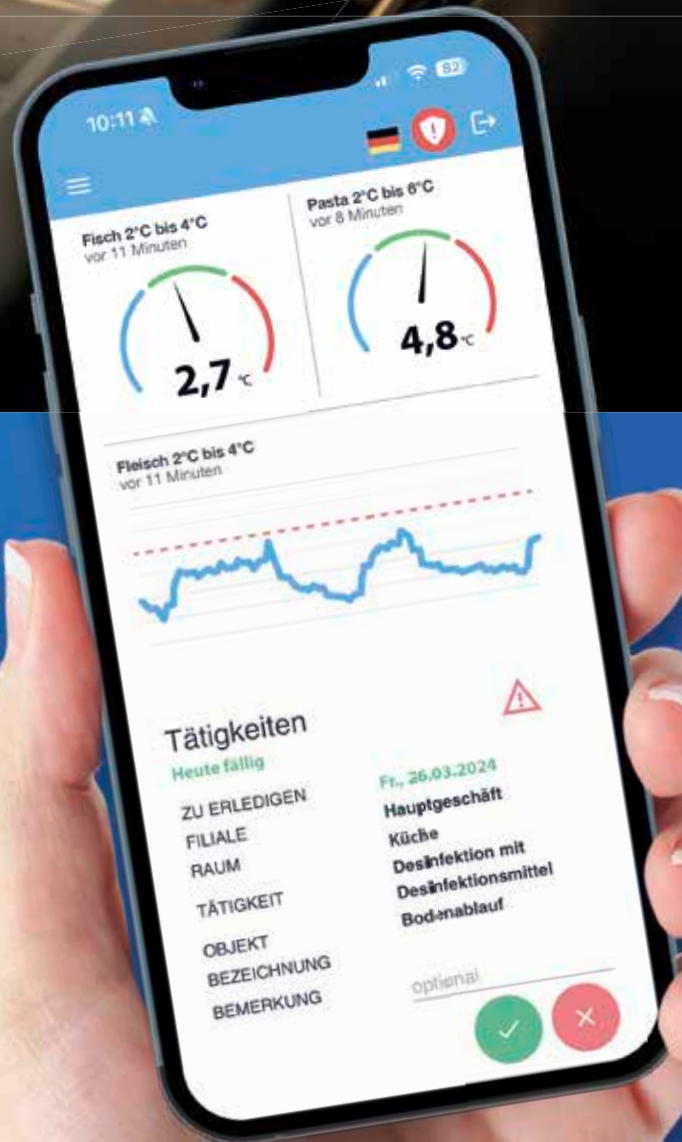 10:11
82
Fisch 2°C bis 4°C
vor 11 Minuten
2,7 °C
Pasta 2°C bis 6°C
vor 8 Minuten
4,8 °C
Fleisch 2°C bis 4°C
vor 11 Minuten
Tätigkeiten
Heute fällig
ZU ERLEDIGEN Fr., 26.03.2024
FILIALE Hauptgeschäft
RAUM Küche
TÄTIGKEIT Desinfektion mit
Desinfektionsmittel
OBJEKT Bodenablauf
BEZEICHNUNG
BEMERKUNG optional